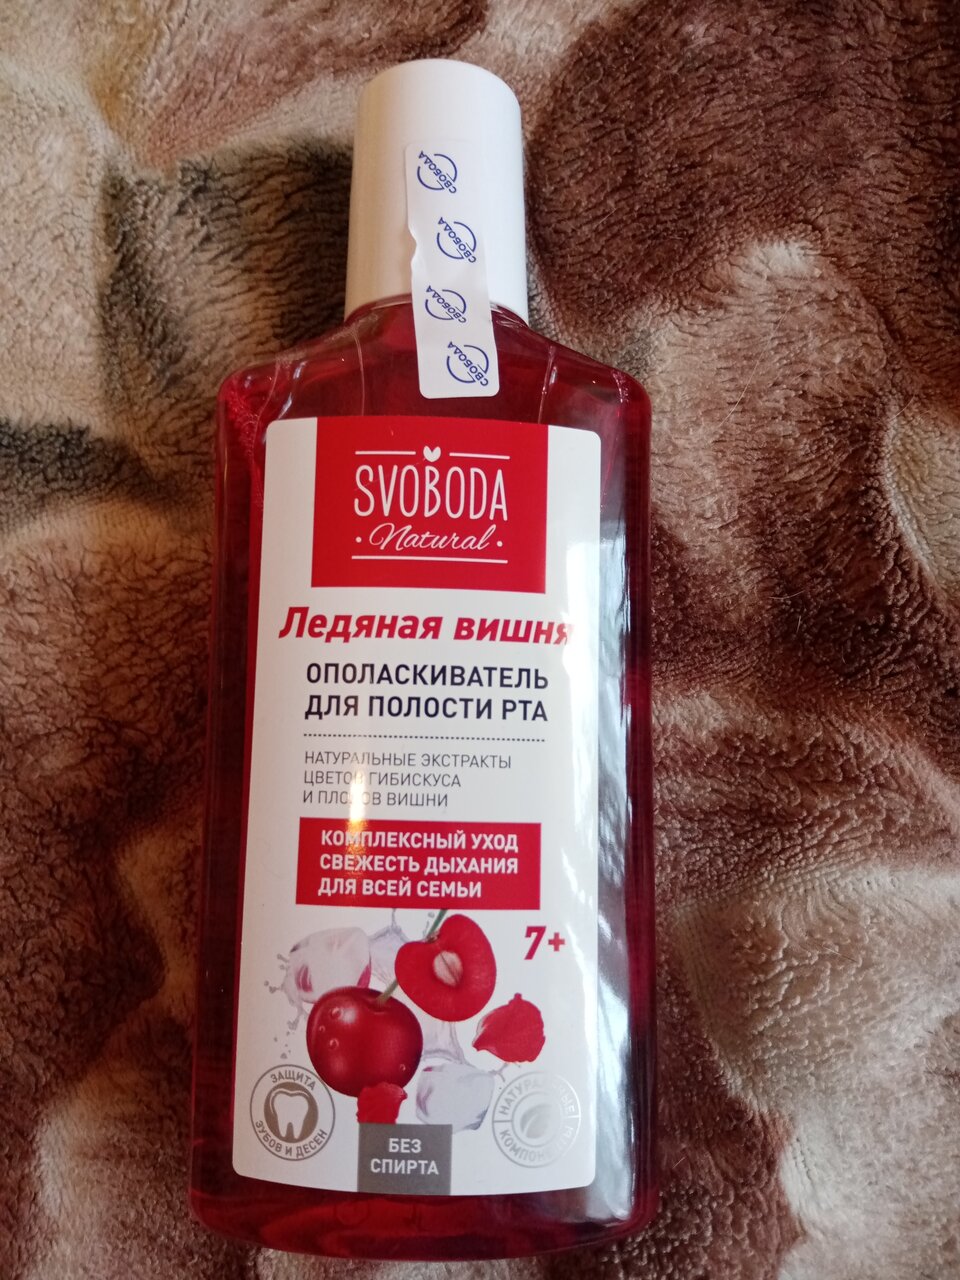 СВОБОДА
СВОБОДА
СВОБОДА
СВОБОДА
SVOBODA
• Natural •
Ледяная вишня
ОПОЛАСКИВАТЕЛЬ
ДЛЯ ПОЛОСТИ РТА
НАТУРАЛЬНЫЕ ЭКСТРАКТЫ
ЦВЕТОВ ГИБИСКУСА
И ПЛОДОВ ВИШНИ
КОМПЛЕКСНЫЙ УХОД
СВЕЖЕСТЬ ДЫХАНИЯ
ДЛЯ ВСЕЙ СЕМЬИ
7+
ЗАЩИТА
ЗУБОВ И ДЕСЕН
НАТУРАЛЬНЫЕ
КОМПОНЕНТЫ
БЕЗ
СПИРТА